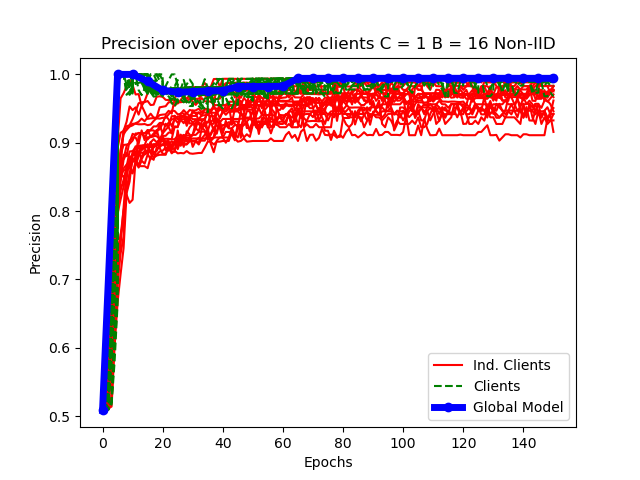 Precision over epochs, 20 clients C = 1 B = 16 Non-IID
1.0
0.9
0.8
0.7
0.6
0.5
Precision
0 20 40 60 80 100 120 140
Epochs
Ind. Clients
Clients
Global Model